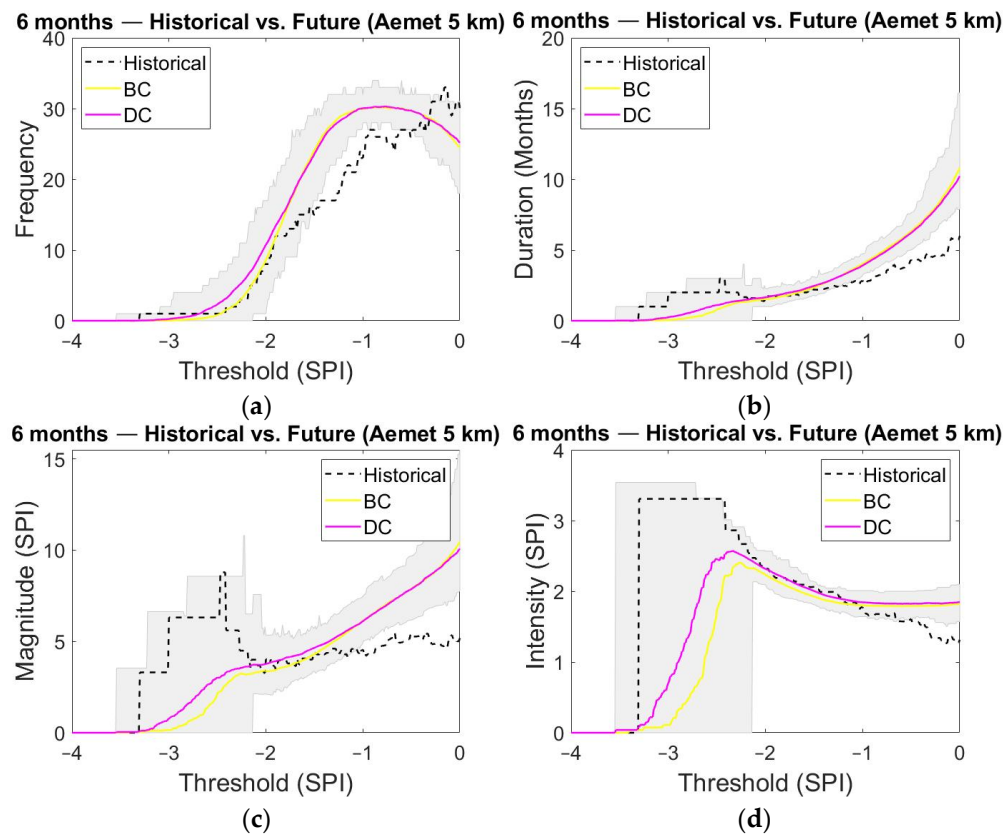 6 months — Historical vs. Future (Aemet 5 km)
Frequency
40
30
20
10
0
Historical
BC
DC
−4
−3
−2
−1
0
Threshold (SPI)
(a)
6 months — Historical vs. Future (Aemet 5 km)
Duration (Months)
20
15
10
5
0
Historical
BC
DC
−4
−3
−2
−1
0
Threshold (SPI)
(b)
6 months — Historical vs. Future (Aemet 5 km)
Magnitude (SPI)
15
10
5
0
Historical
BC
DC
−4
−3
−2
−1
0
Threshold (SPI)
(c)
6 months — Historical vs. Future (Aemet 5 km)
Intensity (SPI)
4
3
2
1
0
Historical
BC
DC
−4
−3
−2
−1
0
Threshold (SPI)
(d)